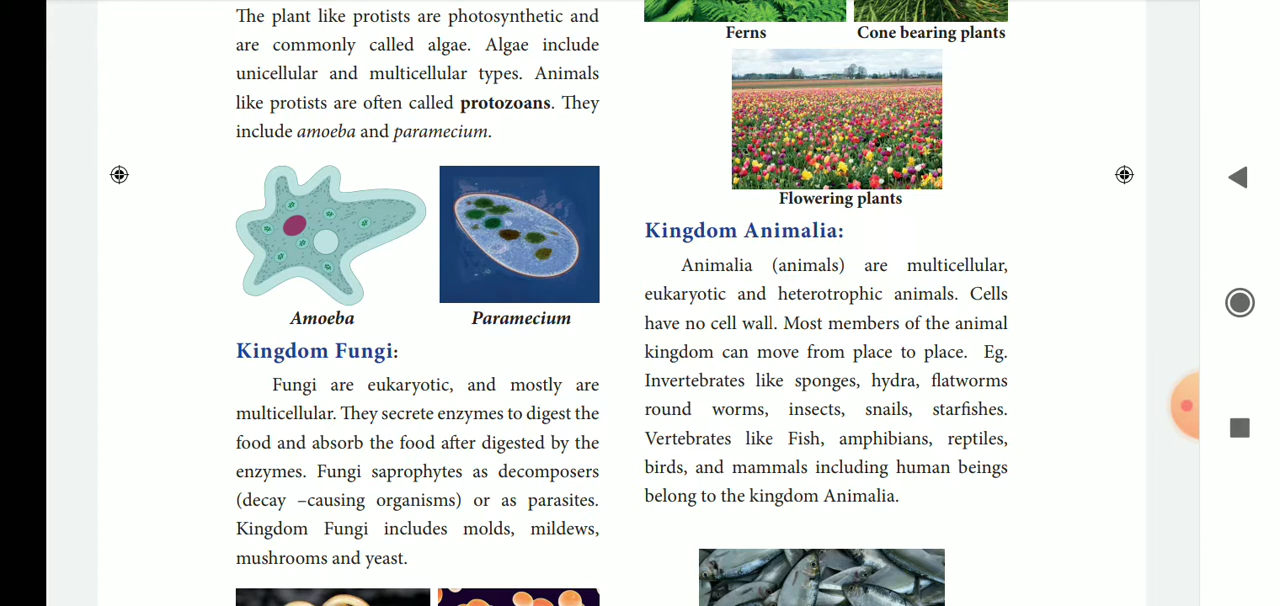 The plant like protists are photosynthetic and
are commonly called algae. Algae include
unicellular and multicellular types. Animals
like protists are often called protozoans. They
include amoeba and paramecium.
Amoeba
Paramecium
Kingdom Fungi:
Fungi are eukaryotic, and mostly are
multicellular. They secrete enzymes to digest the
food and absorb the food after digested by the
enzymes. Fungi saprophytes as decomposers
(decay –causing organisms) or as parasites.
Kingdom Fungi includes molds, mildews,
mushrooms and yeast.
Ferns
Cone bearing plants
Flowering plants
Kingdom Animalia:
Animalia (animals) are multicellular,
eukaryotic and heterotrophic animals. Cells
have no cell wall. Most members of the animal
kingdom can move from place to place. Eg.
Invertebrates like sponges, hydra, flatworms
round worms, insects, snails, starfishes.
Vertebrates like Fish, amphibians, reptiles,
birds, and mammals including human beings
belong to the kingdom Animalia.